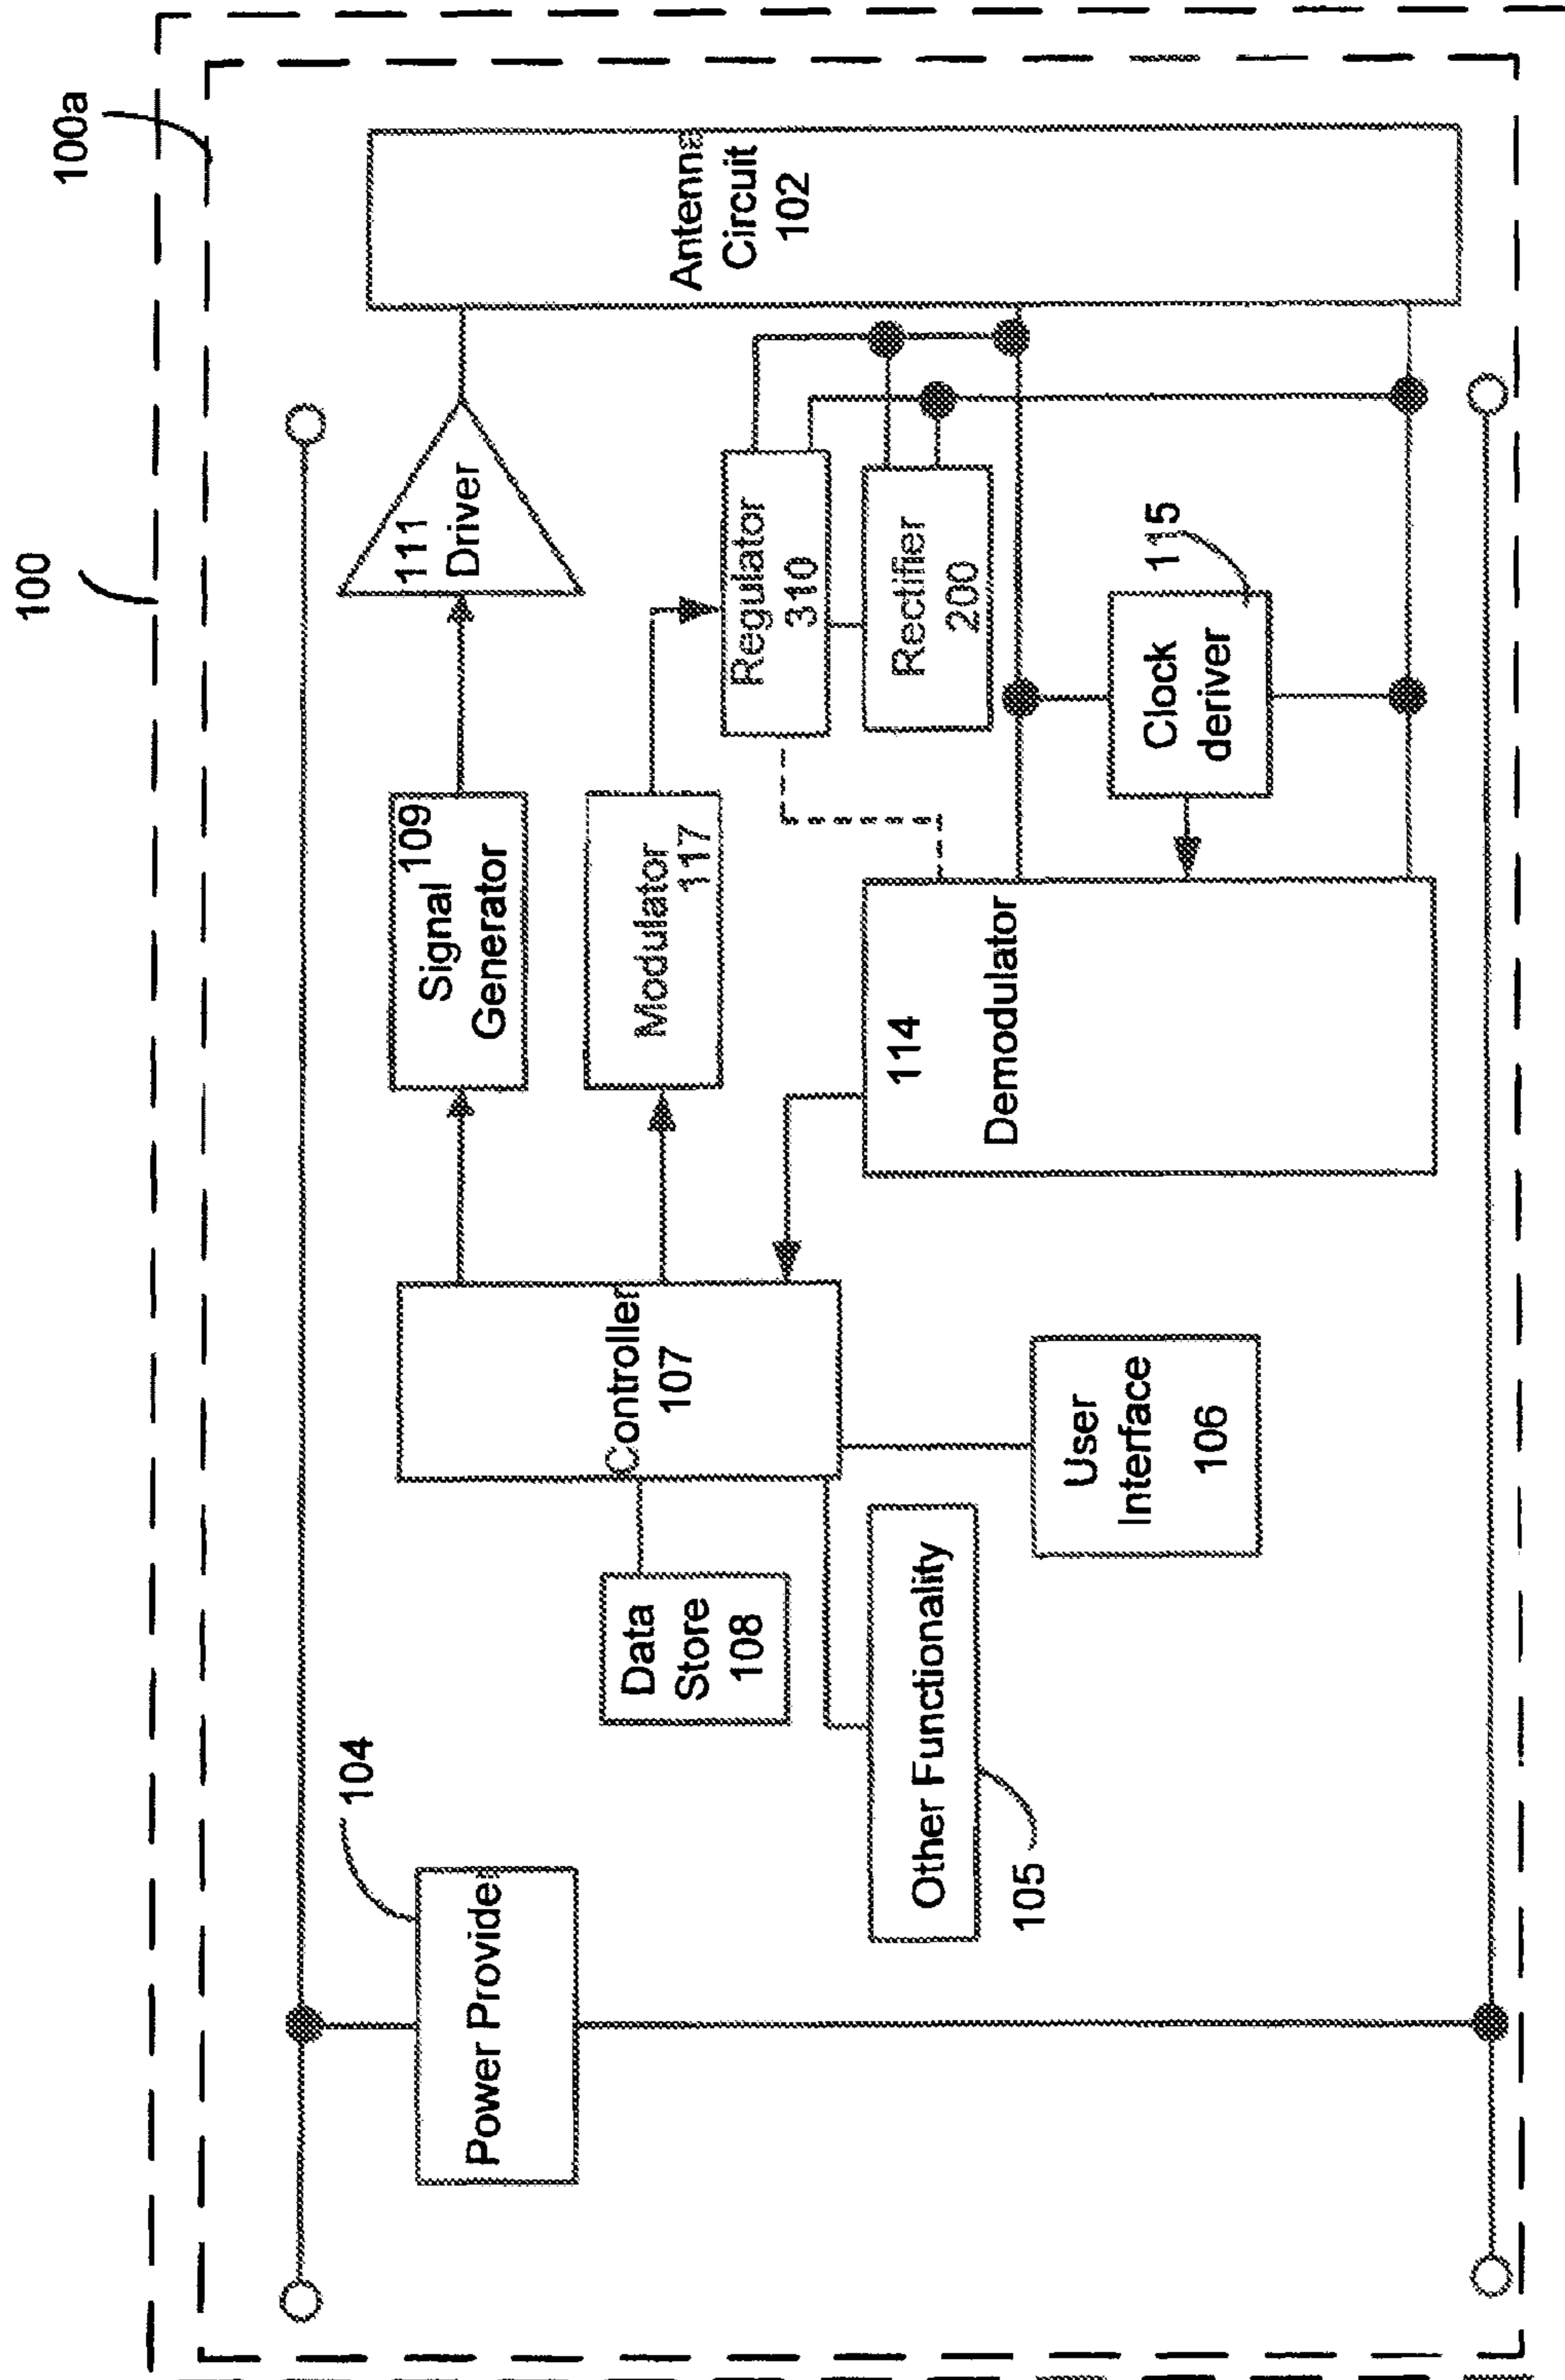 100
100a
Power Provider
104
Data
Store
108
Other Functionality
105
Controller
107
User
Interface
106
Signal
109
Generator
Modulator
117
114
Demodulator
111
Driver
Regulator
310
Rectifier
200
Clock
deriver
115
Antenna
Circuit
102